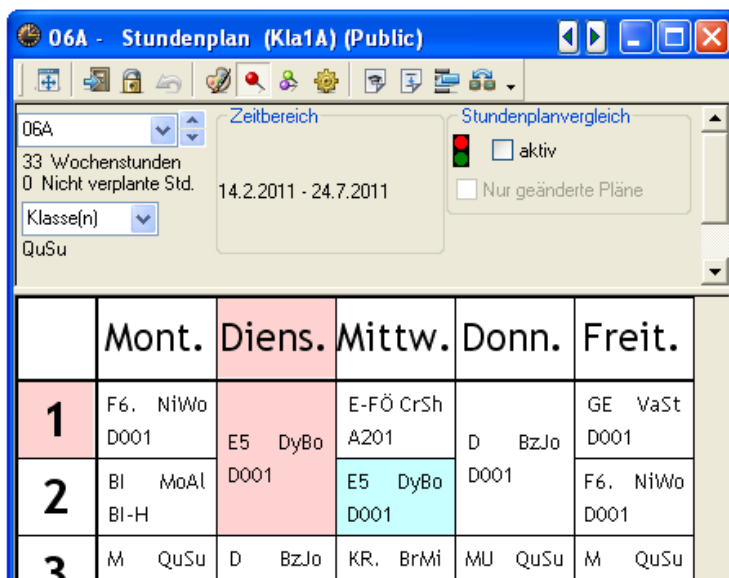 06A - Stundenplan (Kla1A) (Public)
06A
33 Wochenstunden
0 Nicht verplante Std.
Klasse(n)
QuSu
Zeitbereich
14.2.2011 - 24.7.2011
Stundenplanvergleich
aktiv
Nur geänderte Pläne
Mont. Diens. Mittw. Donn. Freit.
1
F6. NiWo
D001
E5 DyBo
D001
E-FÖ CrSh
A201
D BzJo
D001
GE VaSt
D001
2
BI MoAl
BI-H
E5 DyBo
D001
F6. NiWo
D001
3
M QuSu
D BzJo
KR. BrMi
MU QuSu
M QuSu